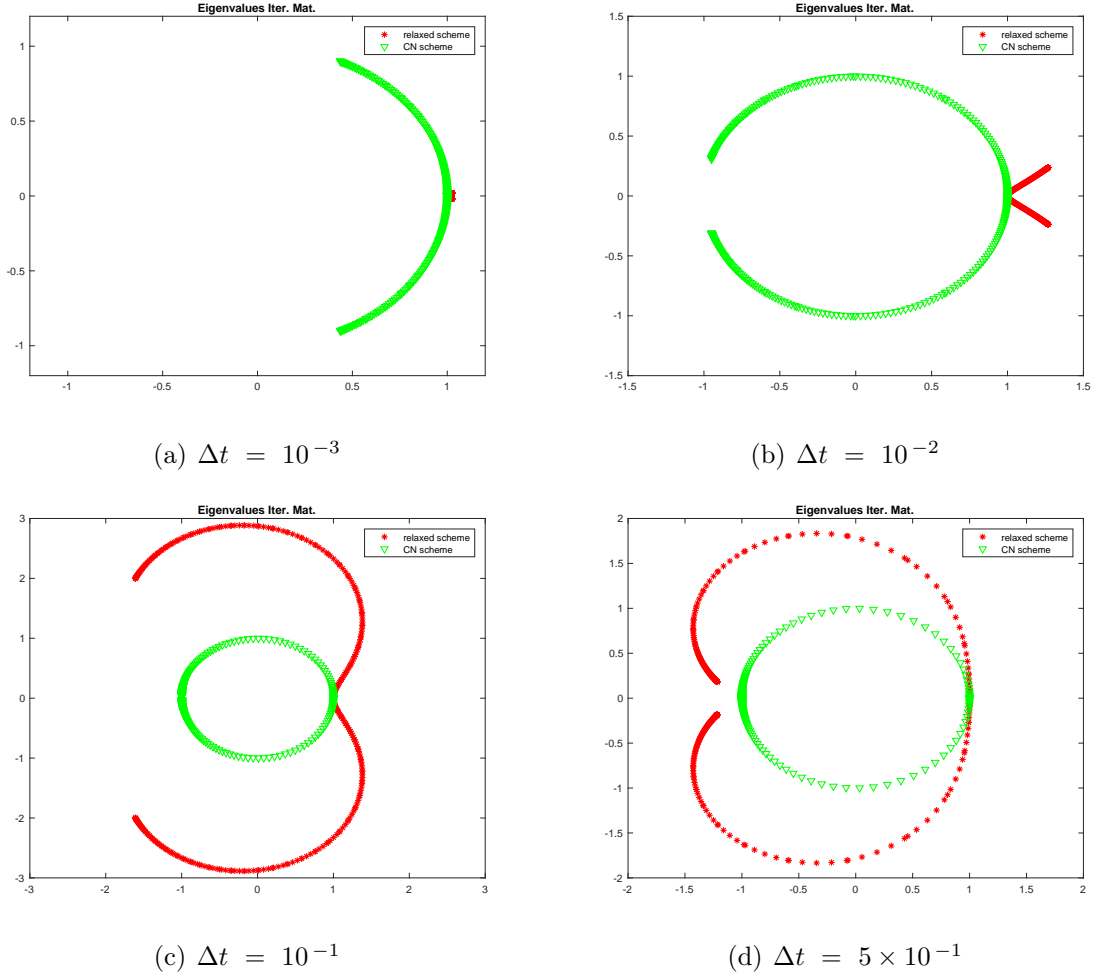 Eigenvalues Iter. Mat.
relaxed scheme
CN scheme
1
0.5
0
-0.5
-1
-1 -0.5 0 0.5 1
(a) Δt = 10⁻³
Eigenvalues Iter. Mat.
relaxed scheme
CN scheme
1.5
1
0.5
0
-0.5
-1
-1.5
-1.5 -1 -0.5 0 0.5 1 1.5
(b) Δt = 10⁻²
Eigenvalues Iter. Mat.
relaxed scheme
CN scheme
3
2
1
0
-1
-2
-3
-3 -2 -1 0 1 2 3
(c) Δt = 10⁻¹
Eigenvalues Iter. Mat.
relaxed scheme
CN scheme
2
1.5
1
0.5
0
-0.5
-1
-1.5
-2
-2 -1.5 -1 -0.5 0 0.5 1 1.5 2
(d) Δt = 5 × 10⁻¹